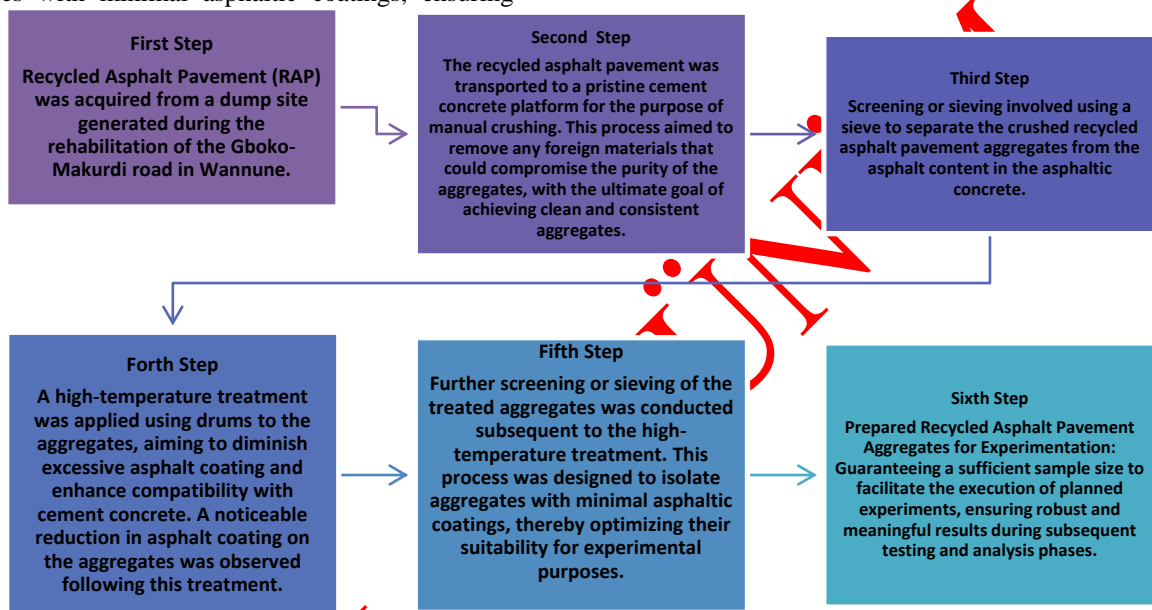 es with minimal asphaltic coatings, ensuring
First Step
Recycled Asphalt Pavement (RAP)
was acquired from a dump site
generated during the
rehabilitation of the Gboko-
Makurdi road in Wannune.
Second Step
The recycled asphalt pavement was
transported to a pristine cement
concrete platform for the purpose of
manual crushing. This process aimed to
remove any foreign materials that
could compromise the purity of the
aggregates, with the ultimate goal of
achieving clean and consistent
aggregates.
Third Step
Screening or sieving involved using a
sieve to separate the crushed recycled
asphalt pavement aggregates from the
asphalt content in the asphaltic
concrete.
Forth Step
A high-temperature treatment
was applied using drums to the
aggregates, aiming to diminish
excessive asphalt coating and
enhance compatibility with
cement concrete. A noticeable
reduction in asphalt coating on
the aggregates was observed
following this treatment.
Fifth Step
Further screening or sieving of the
treated aggregates was conducted
subsequent to the high-
temperature treatment. This
process was designed to isolate
aggregates with minimal asphaltic
coatings, thereby optimizing their
suitability for experimental
purposes.
Sixth Step
Prepared Recycled Asphalt Pavement
Aggregates for Experimentation:
Guaranteeing a sufficient sample size to
facilitate the execution of planned
experiments, ensuring robust and
meaningful results during subsequent
testing and analysis phases.